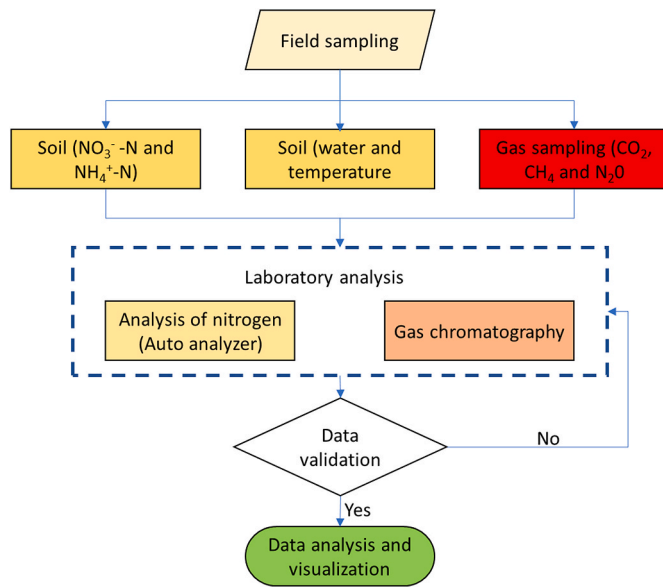 Field sampling
Soil (NO₃⁻ -N and
NH₄⁺-N)
Soil (water and
temperature
Gas sampling (CO₂,
CH₄ and N₂0
Laboratory analysis
Analysis of nitrogen
(Auto analyzer)
Gas chromatography
Data
validation
No
Yes
Data analysis and
visualization